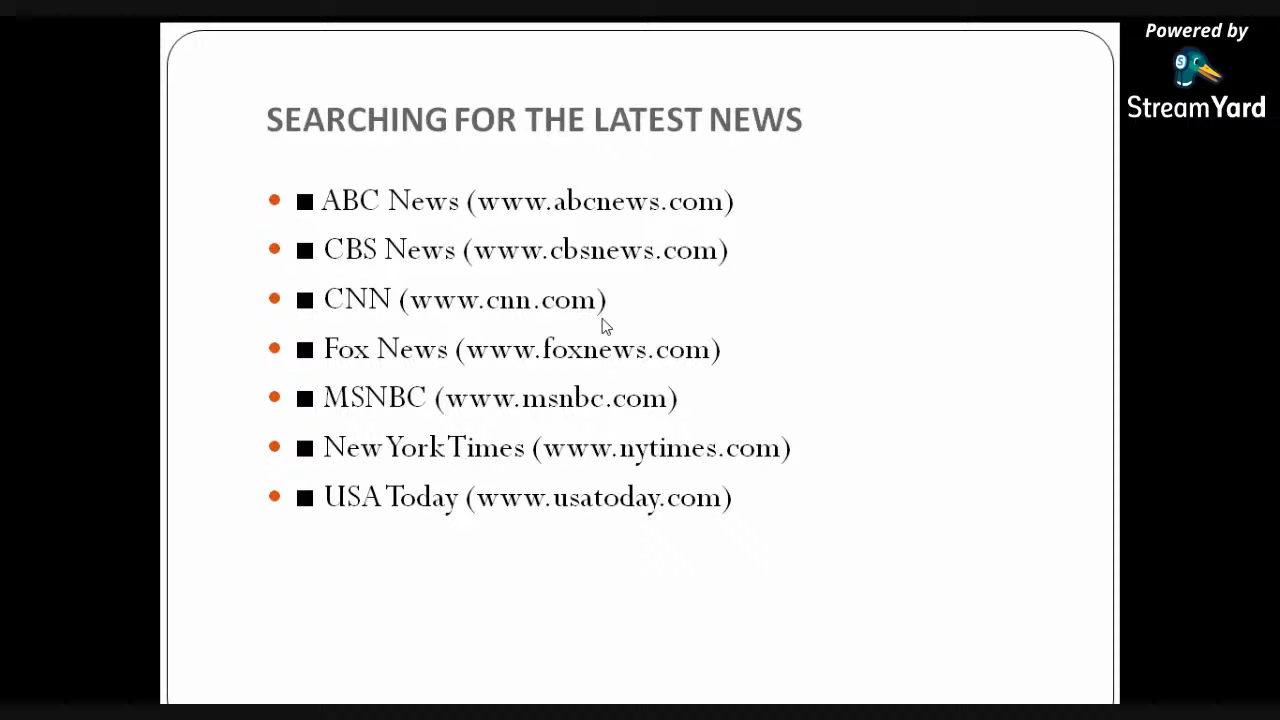 Powered by
StreamYard
SEARCHING FOR THE LATEST NEWS
• ■ ABC News (www.abcnews.com)
• ■ CBS News (www.cbsnews.com)
• ■ CNN (www.cnn.com)
• ■ Fox News (www.foxnews.com)
• ■ MSNBC (www.msnbc.com)
• ■ New York Times (www.nytimes.com)
• ■ USA Today (www.usatoday.com)